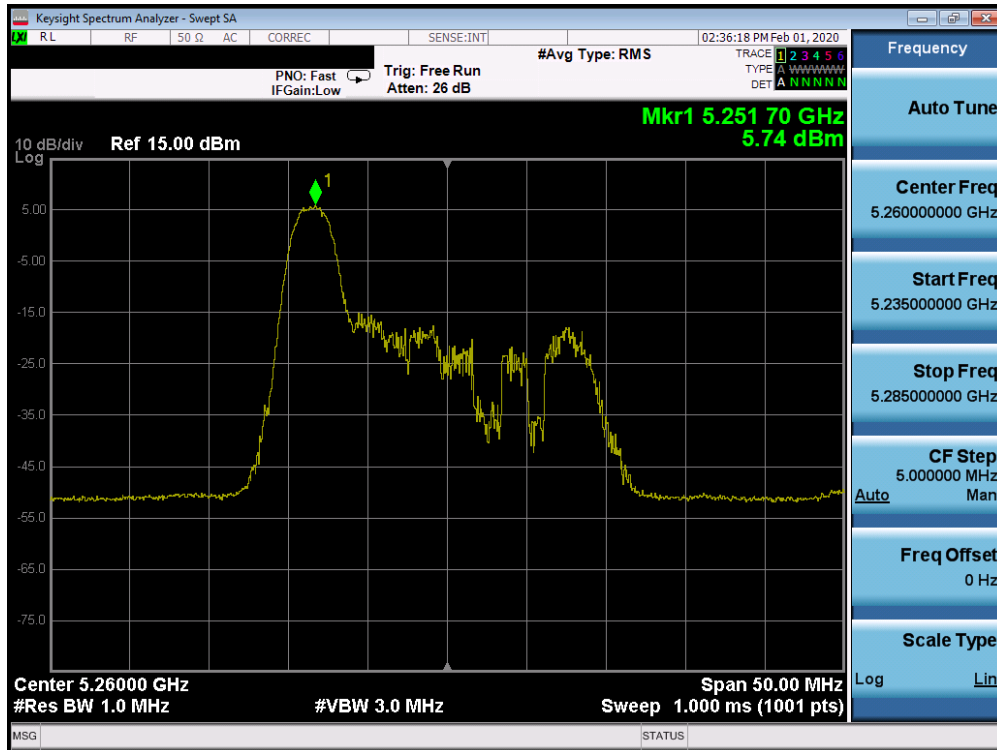 Keysight Spectrum Analyzer - Swept SA
LXI RL RF 50 Ω AC CORREC SENSE:INT 02:36:18 PM Feb 01, 2020
#Avg Type: RMS
TRACE 1 2 3 4 5 6
TYPE A WWWWWW
DET A N N N N N
PNO: Fast Trig: Free Run
IFGain:Low Atten: 26 dB
Mkr1 5.251 70 GHz
5.74 dBm
10 dB/div Ref 15.00 dBm
Log
1
5.00
-5.00
-15.0
-25.0
-35.0
-45.0
-55.0
-65.0
-75.0
Center 5.26000 GHz Span 50.00 MHz
#Res BW 1.0 MHz #VBW 3.0 MHz Sweep 1.000 ms (1001 pts)
MSG STATUS
Frequency
Auto Tune
Center Freq
5.260000000 GHz
Start Freq
5.235000000 GHz
Stop Freq
5.285000000 GHz
CF Step
5.000000 MHz
Auto Man
Freq Offset
0 Hz
Scale Type
Log Lin